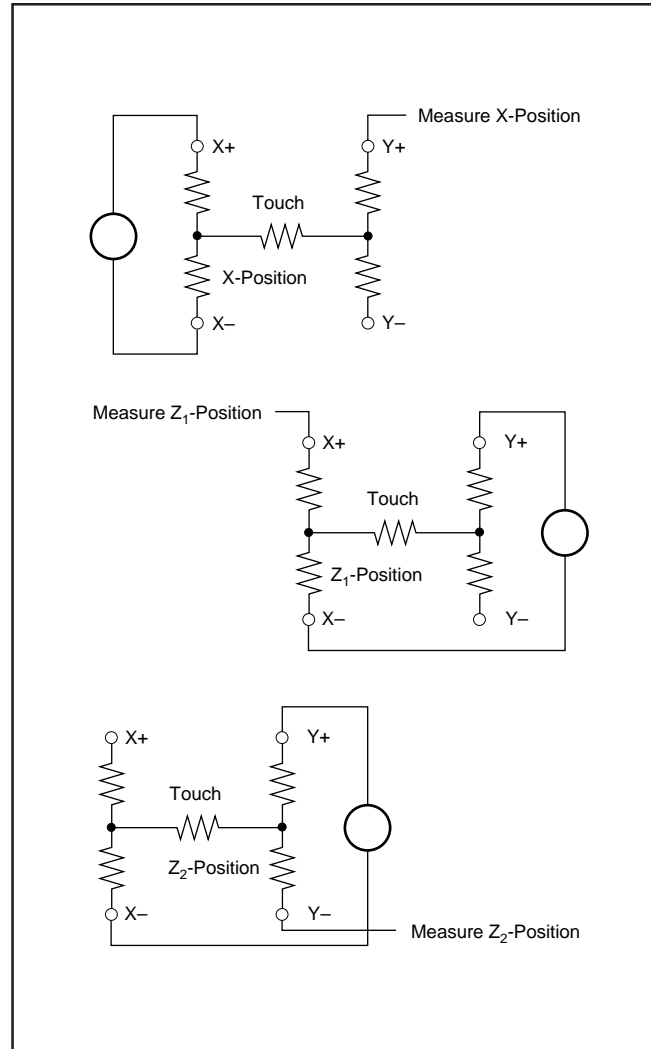 Measure X-Position
X+
Y+
Touch
X-Position
X–
Y–
Measure Z₁-Position
X+
Y+
Touch
Z₁-Position
X–
Y–
X+
Y+
Touch
Z₂-Position
X–
Y–
Measure Z₂-Position